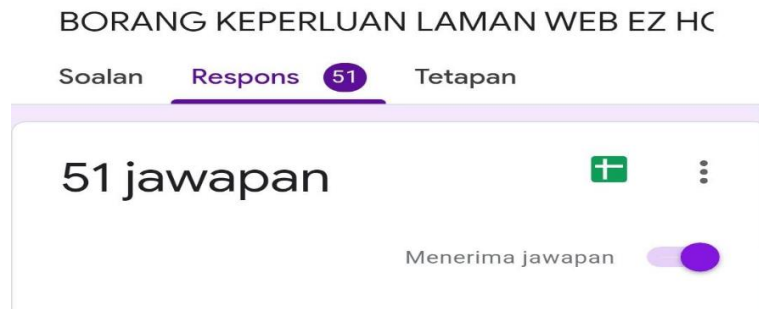 BORANG KEPERLUAN LAMAN WEB EZ
Soalan Respons 51 Tetapan
51 jawapan
Menerima jawapan